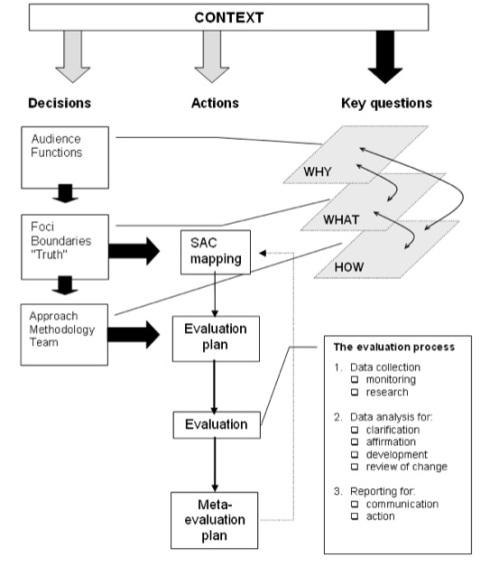 CONTEXT
Decisions
Actions
Key questions
Audience
Functions
WHY
WHAT
HOW
Foci
Boundaries
"Truth"
SAC
mapping
Approach
Methodology
Team
Evaluation
plan
Evaluation
Meta-
evaluation
plan
The evaluation process
1. Data collection
❑ monitoring
❑ research
2. Data analysis for:
❑ clarification
❑ affirmation
❑ development
❑ review of change
3. Reporting for:
❑ communication
❑ action